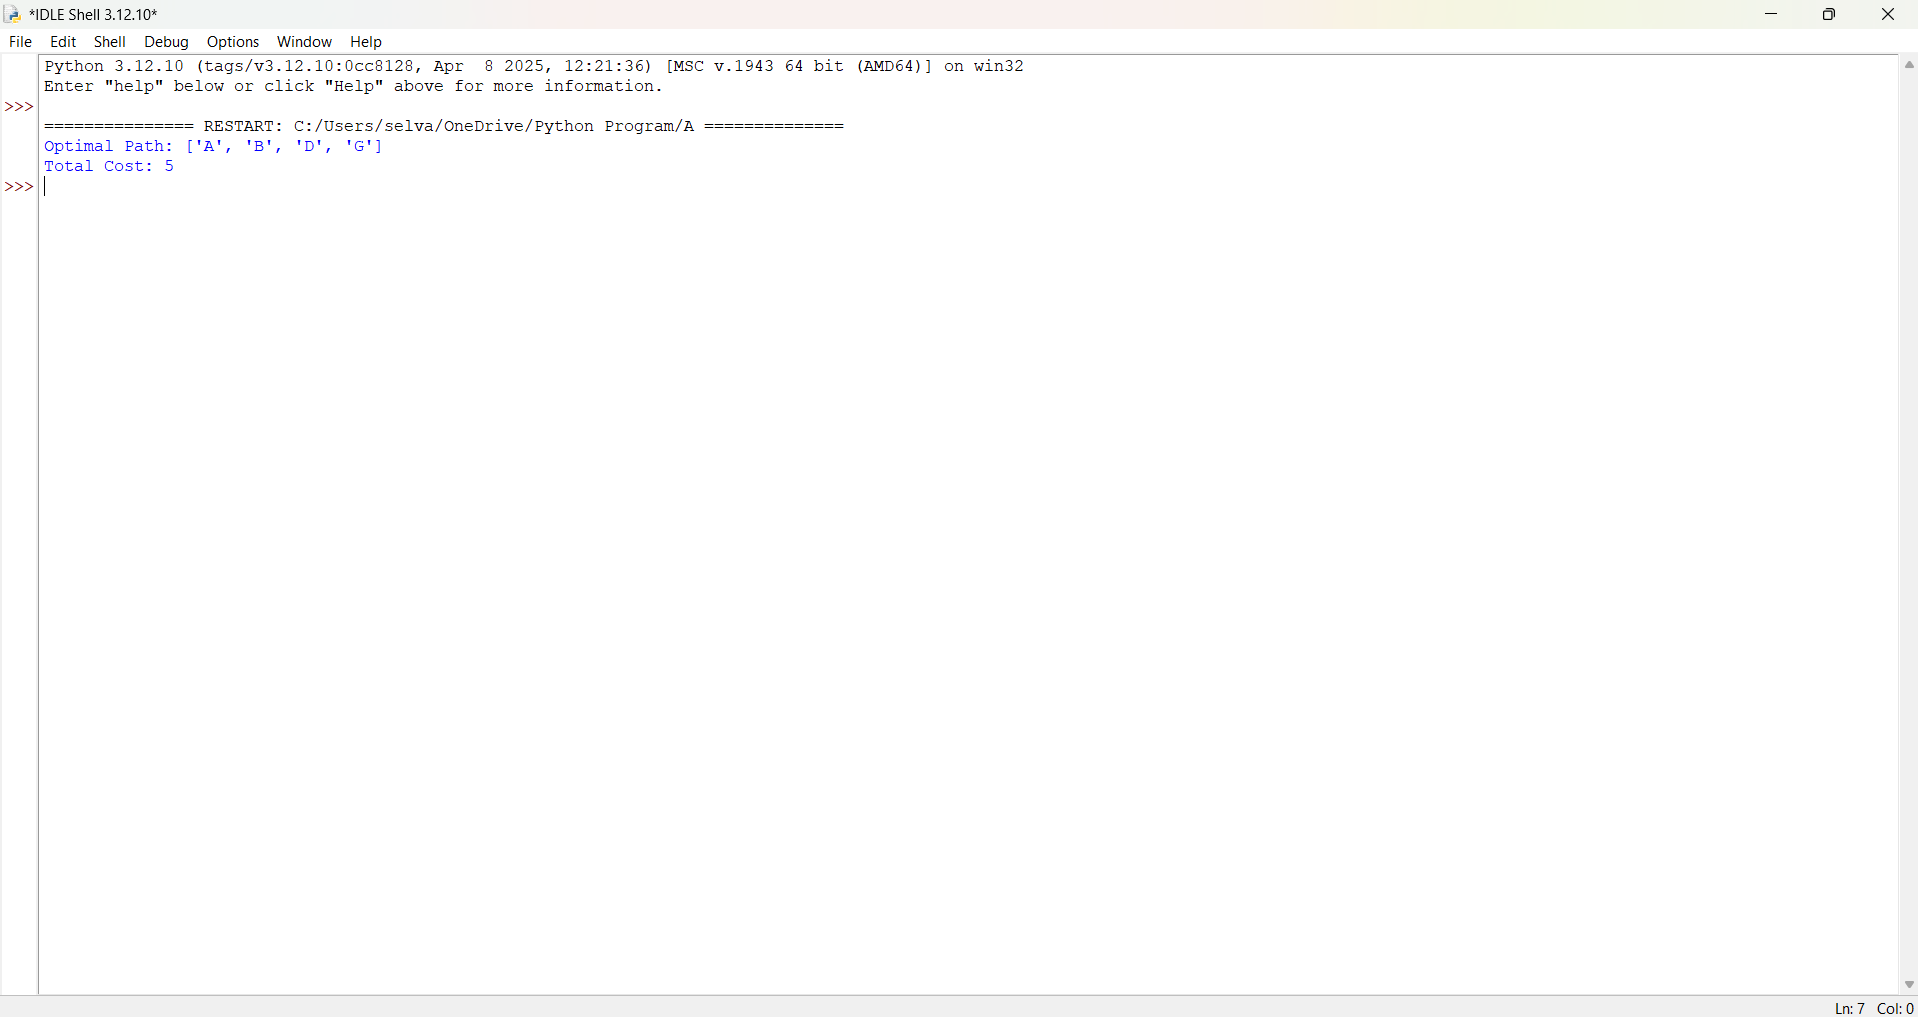 *IDLE Shell 3.12.10*
File Edit Shell Debug Options Window Help
Python 3.12.10 (tags/v3.12.10:0cc8128, Apr  8 2025, 12:21:36) [MSC v.1943 64 bit (AMD64)] on win32
Enter "help" below or click "Help" above for more information.
>>>
=============== RESTART: C:/Users/selva/OneDrive/Python Program/A ==============
Optimal Path: ['A', 'B', 'D', 'G']
Total Cost: 5
>>>
Ln: 7 Col: 0